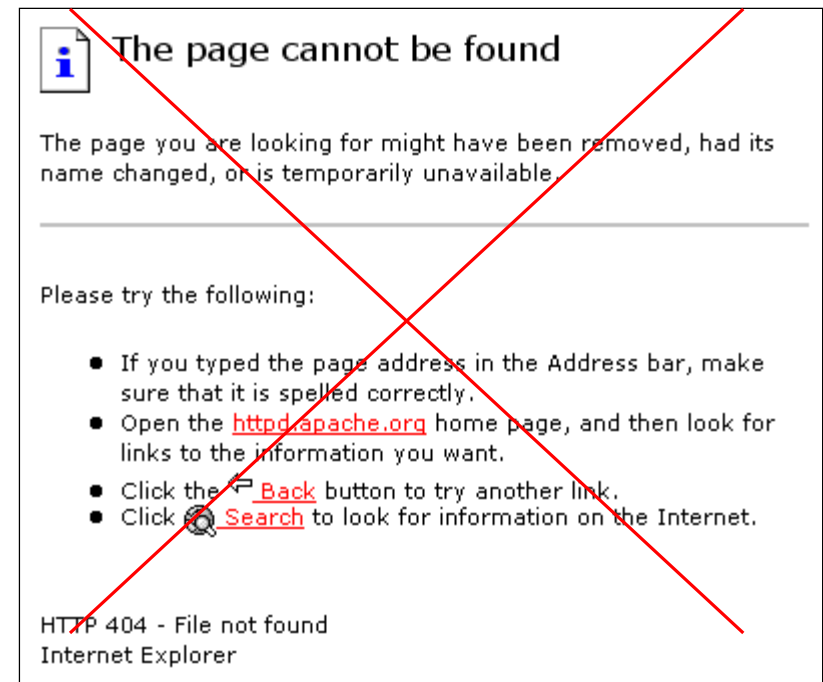 The page cannot be found
The page you are looking for might have been removed, had its
name changed, or is temporarily unavailable.
Please try the following:
● If you typed the page address in the Address bar, make
sure that it is spelled correctly.
● Open the httpd.apache.org home page, and then look for
links to the information you want.
● Click the Back button to try another link.
● Click Search to look for information on the Internet.
HTTP 404 - File not found
Internet Explorer